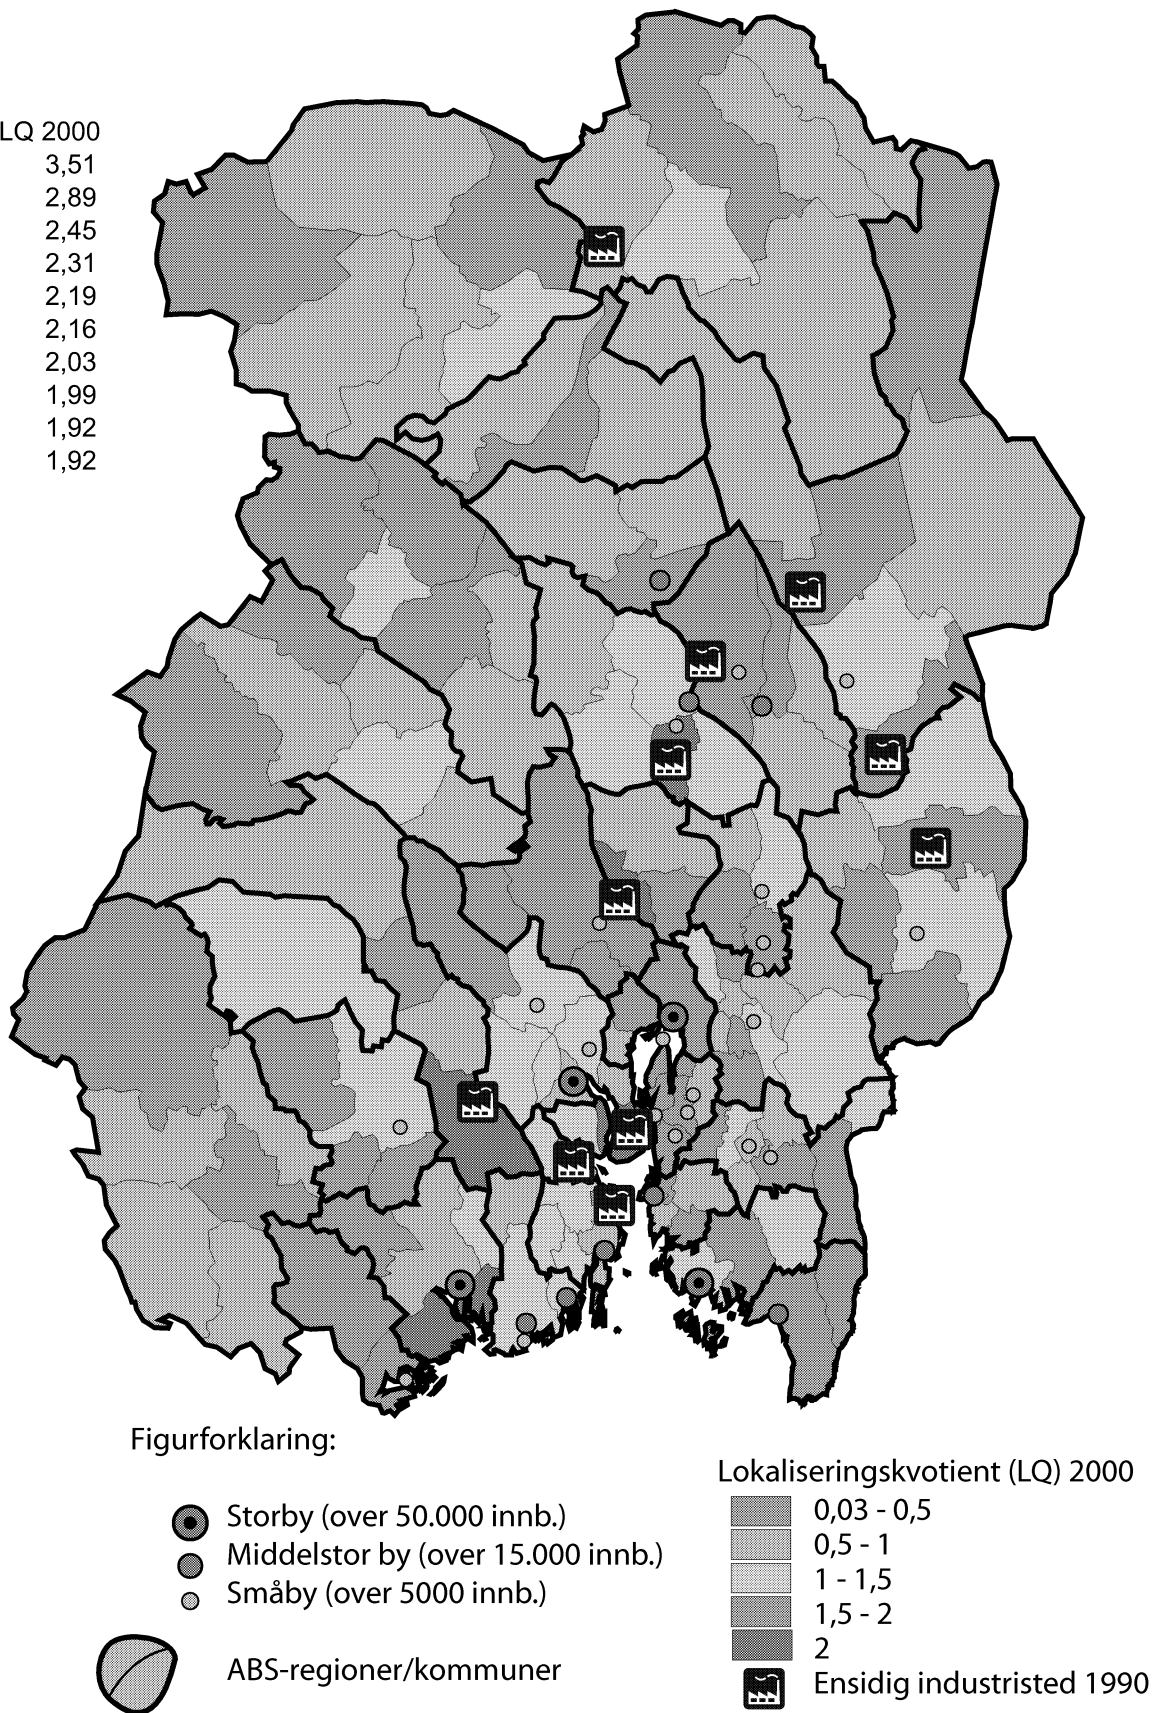 LQ 2000
3,51
2,89
2,45
2,31
2,19
2,16
2,03
1,99
1,92
1,92
Figurforklaring:
Storby (over 50.000 innb.)
Middelstor by (over 15.000 innb.)
Småby (over 5000 innb.)
ABS-regioner/kommuner
Lokaliseringskvotient (LQ) 2000
0,03 - 0,5
0,5 - 1
1 - 1,5
1,5 - 2
2
Ensidig industristed 1990